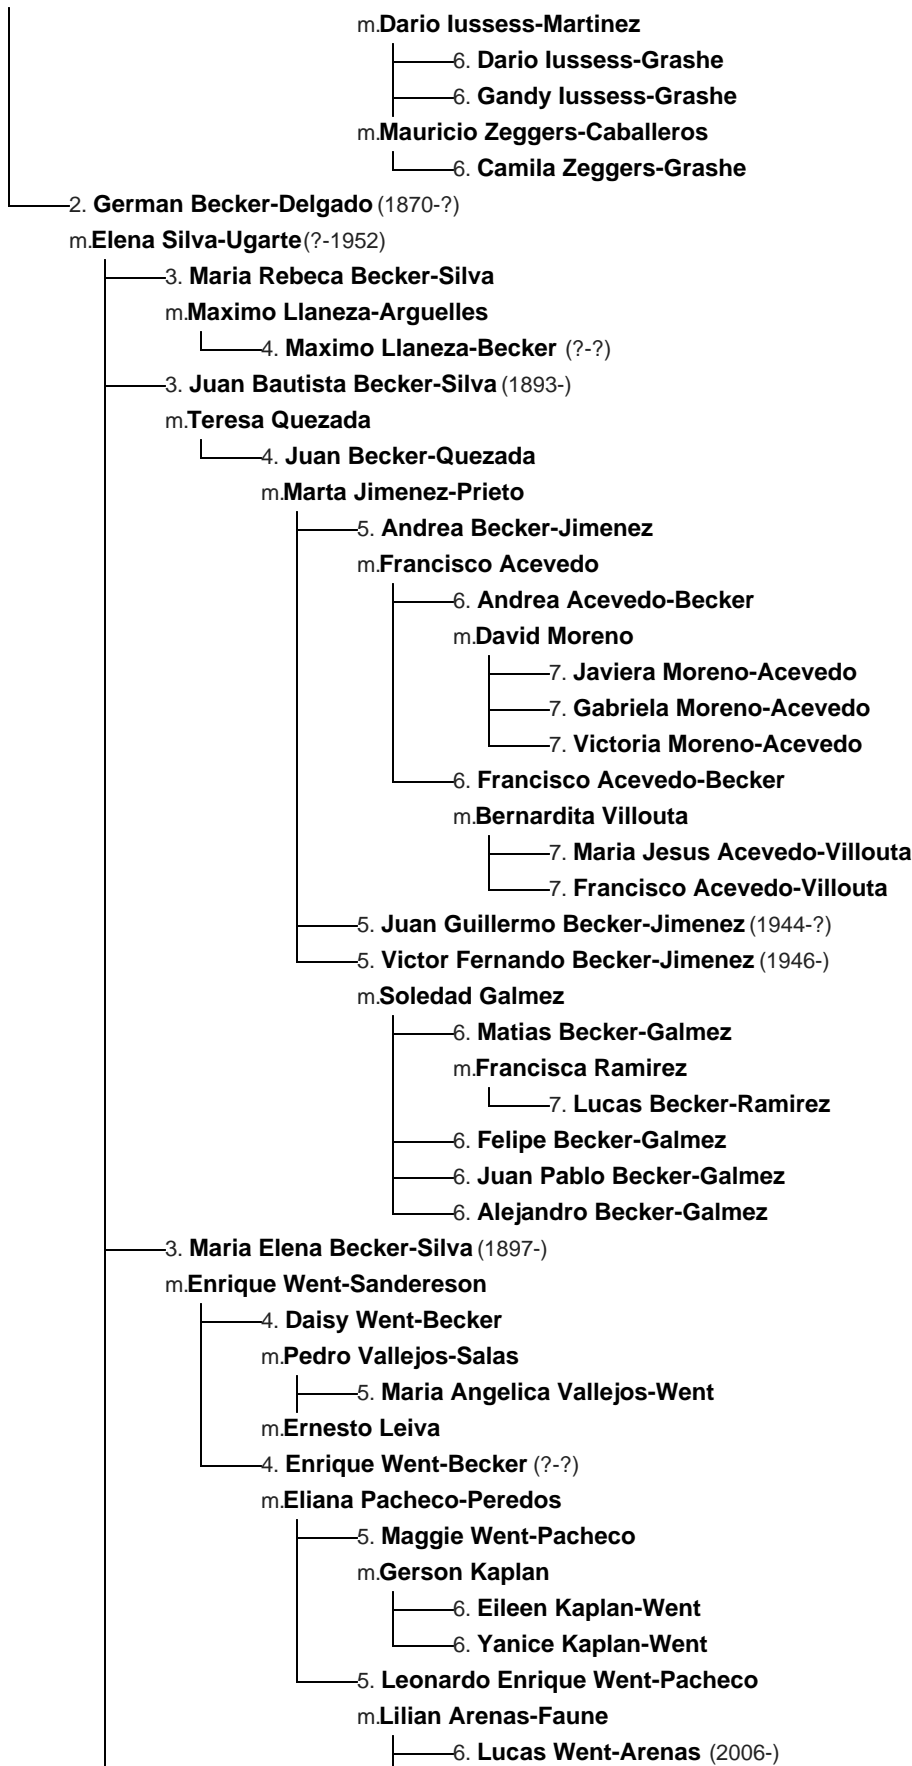 m.Dario Iussess-Martinez
6. Dario Iussess-Grashe
6. Gandy Iussess-Grashe
m.Mauricio Zeggers-Caballeros
6. Camila Zeggers-Grashe
2. German Becker-Delgado (1870-?)
m.Elena Silva-Ugarte(?-1952)
3. Maria Rebeca Becker-Silva
m.Maximo Llaneza-Arguelles
4. Maximo Llaneza-Becker (?-?)
3. Juan Bautista Becker-Silva (1893-)
m.Teresa Quezada
4. Juan Becker-Quezada
m.Marta Jimenez-Prieto
5. Andrea Becker-Jimenez
m.Francisco Acevedo
6. Andrea Acevedo-Becker
m.David Moreno
7. Javiera Moreno-Acevedo
7. Gabriela Moreno-Acevedo
7. Victoria Moreno-Acevedo
6. Francisco Acevedo-Becker
m.Bernardita Villouta
7. Maria Jesus Acevedo-Villouta
7. Francisco Acevedo-Villouta
5. Juan Guillermo Becker-Jimenez (1944-?)
5. Victor Fernando Becker-Jimenez (1946-)
m.Soledad Galmez
6. Matias Becker-Galmez
m.Francisca Ramirez
7. Lucas Becker-Ramirez
6. Felipe Becker-Galmez
6. Juan Pablo Becker-Galmez
6. Alejandro Becker-Galmez
3. Maria Elena Becker-Silva (1897-)
m.Enrique Went-Sandereson
4. Daisy Went-Becker
m.Pedro Vallejos-Salas
5. Maria Angelica Vallejos-Went
m.Ernesto Leiva
4. Enrique Went-Becker (?-?)
m.Eliana Pacheco-Peredos
5. Maggie Went-Pacheco
m.Gerson Kaplan
6. Eileen Kaplan-Went
6. Yanice Kaplan-Went
5. Leonardo Enrique Went-Pacheco
m.Lilian Arenas-Faune
6. Lucas Went-Arenas (2006-)